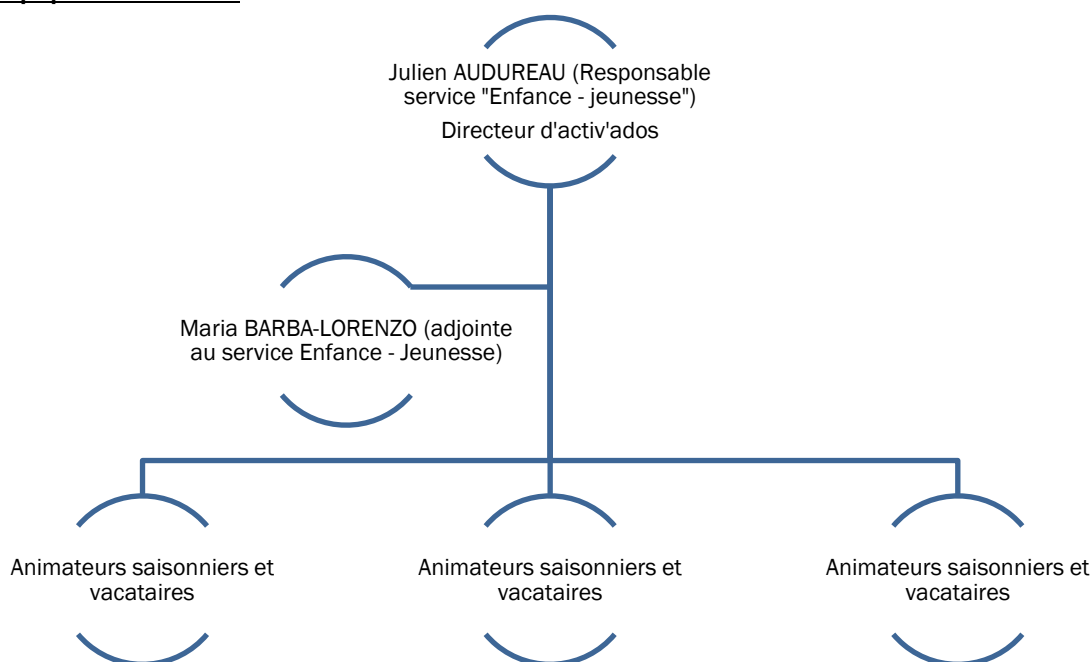 Julien AUDUREAU (Responsable
service "Enfance - jeunesse")
Directeur d'activ'ados
Maria BARBA-LORENZO (adjointe
au service Enfance - Jeunesse)
Animateurs saisonniers et
vacataires
Animateurs saisonniers et
vacataires
Animateurs saisonniers et
vacataires